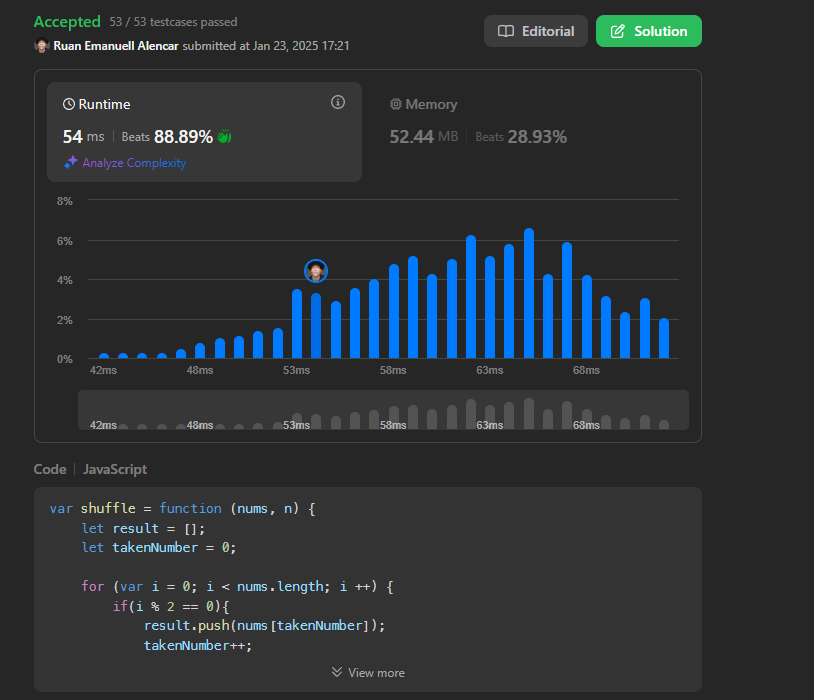 Accepted 53 / 53 testcases passed
Ruan Emanuell Alencar submitted at Jan 23, 2025 17:21
Editorial
Solution
Runtime
54 ms Beats 88.89%
Analyze Complexity
Memory
52.44 MB Beats 28.93%
8%
6%
4%
2%
0%
42ms 48ms 53ms 58ms 63ms 68ms
42ms 48ms 53ms 58ms 63ms 68ms
Code JavaScript
var shuffle = function (nums, n) {
    let result = [];
    let takenNumber = 0;
    for (var i = 0; i < nums.length; i ++) {
        if(i % 2 == 0){
            result.push(nums[takenNumber]);
            takenNumber++;
View more